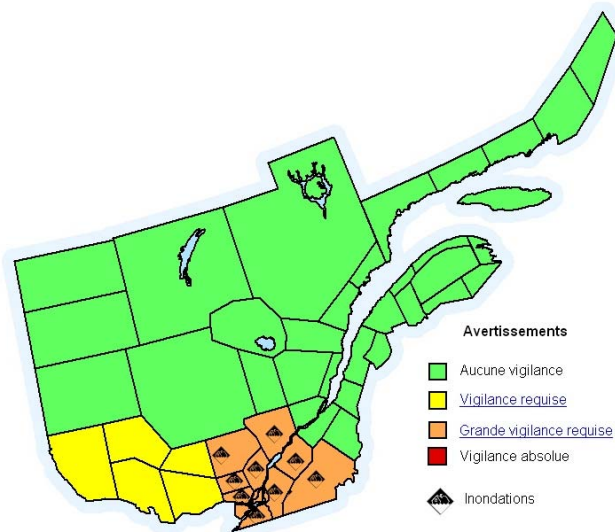 Avertissements
Aucune vigilance
Vigilance requise
Grande vigilance requise
Vigilance absolue
Inondations